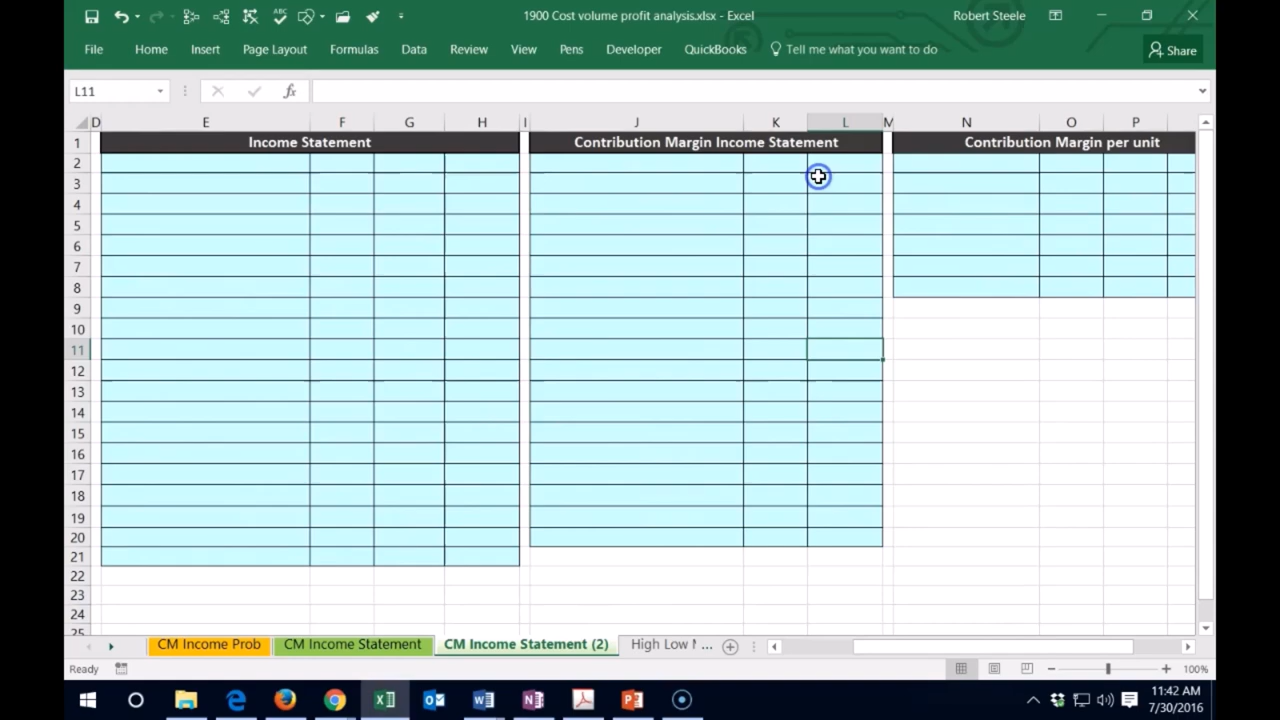 1900 Cost volume profit analysis.xlsx - Excel
Robert Steele
File Home Insert Page Layout Formulas Data Review View Pens Developer QuickBooks Tell me what you want to do Share
L11 fx
D E F G H I J K L M N O P
1 Income Statement Contribution Margin Income Statement Contribution Margin per unit
2
3
4
5
6
7
8
9
10
11
12
13
14
15
16
17
18
19
20
21
22
23
24
25
CM Income Prob CM Income Statement CM Income Statement (2) High Low M ...
Ready 100%
11:42 AM
7/30/2016